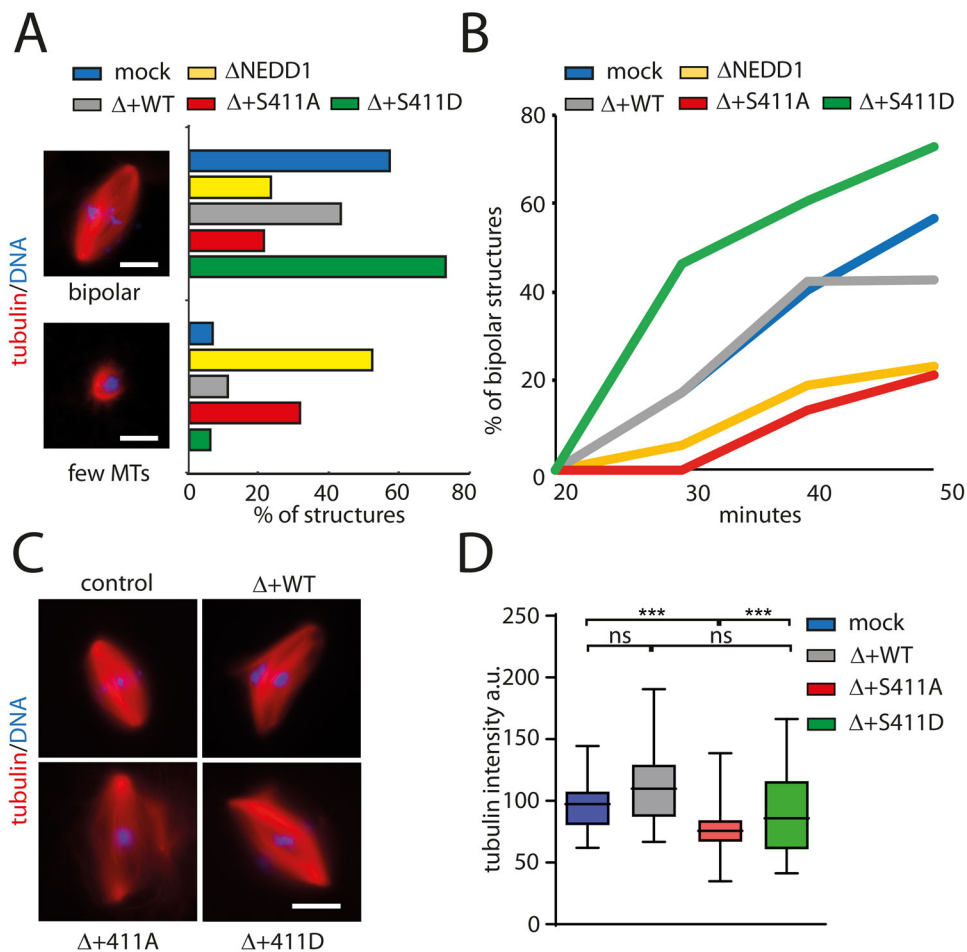 A
mock
ΔNEDD1
Δ+WT
Δ+S411A
Δ+S411D
tubulin/DNA
bipolar
few MTs
0 20 40 60 80
% of structures
B
mock
ΔNEDD1
Δ+WT
Δ+S411A
Δ+S411D
% of bipolar structures
80
60
40
20
0
20 30 40 50
minutes
C
control
Δ+WT
tubulin/DNA
Δ+411A
Δ+411D
D
tubulin intensity a.u.
250
200
150
100
50
0
*** ***
ns ns
mock
Δ+WT
Δ+S411A
Δ+S411D